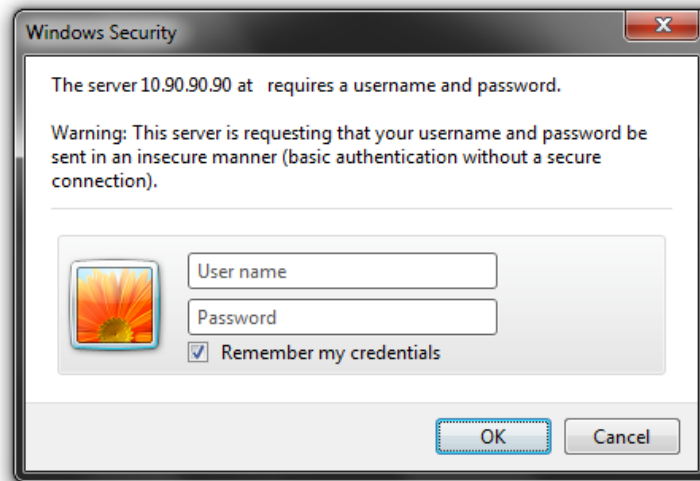 Windows Security
The server 10.90.90.90 at requires a username and password.
Warning: This server is requesting that your username and password be
sent in an insecure manner (basic authentication without a secure
connection).
User name
Password
Remember my credentials
OK Cancel